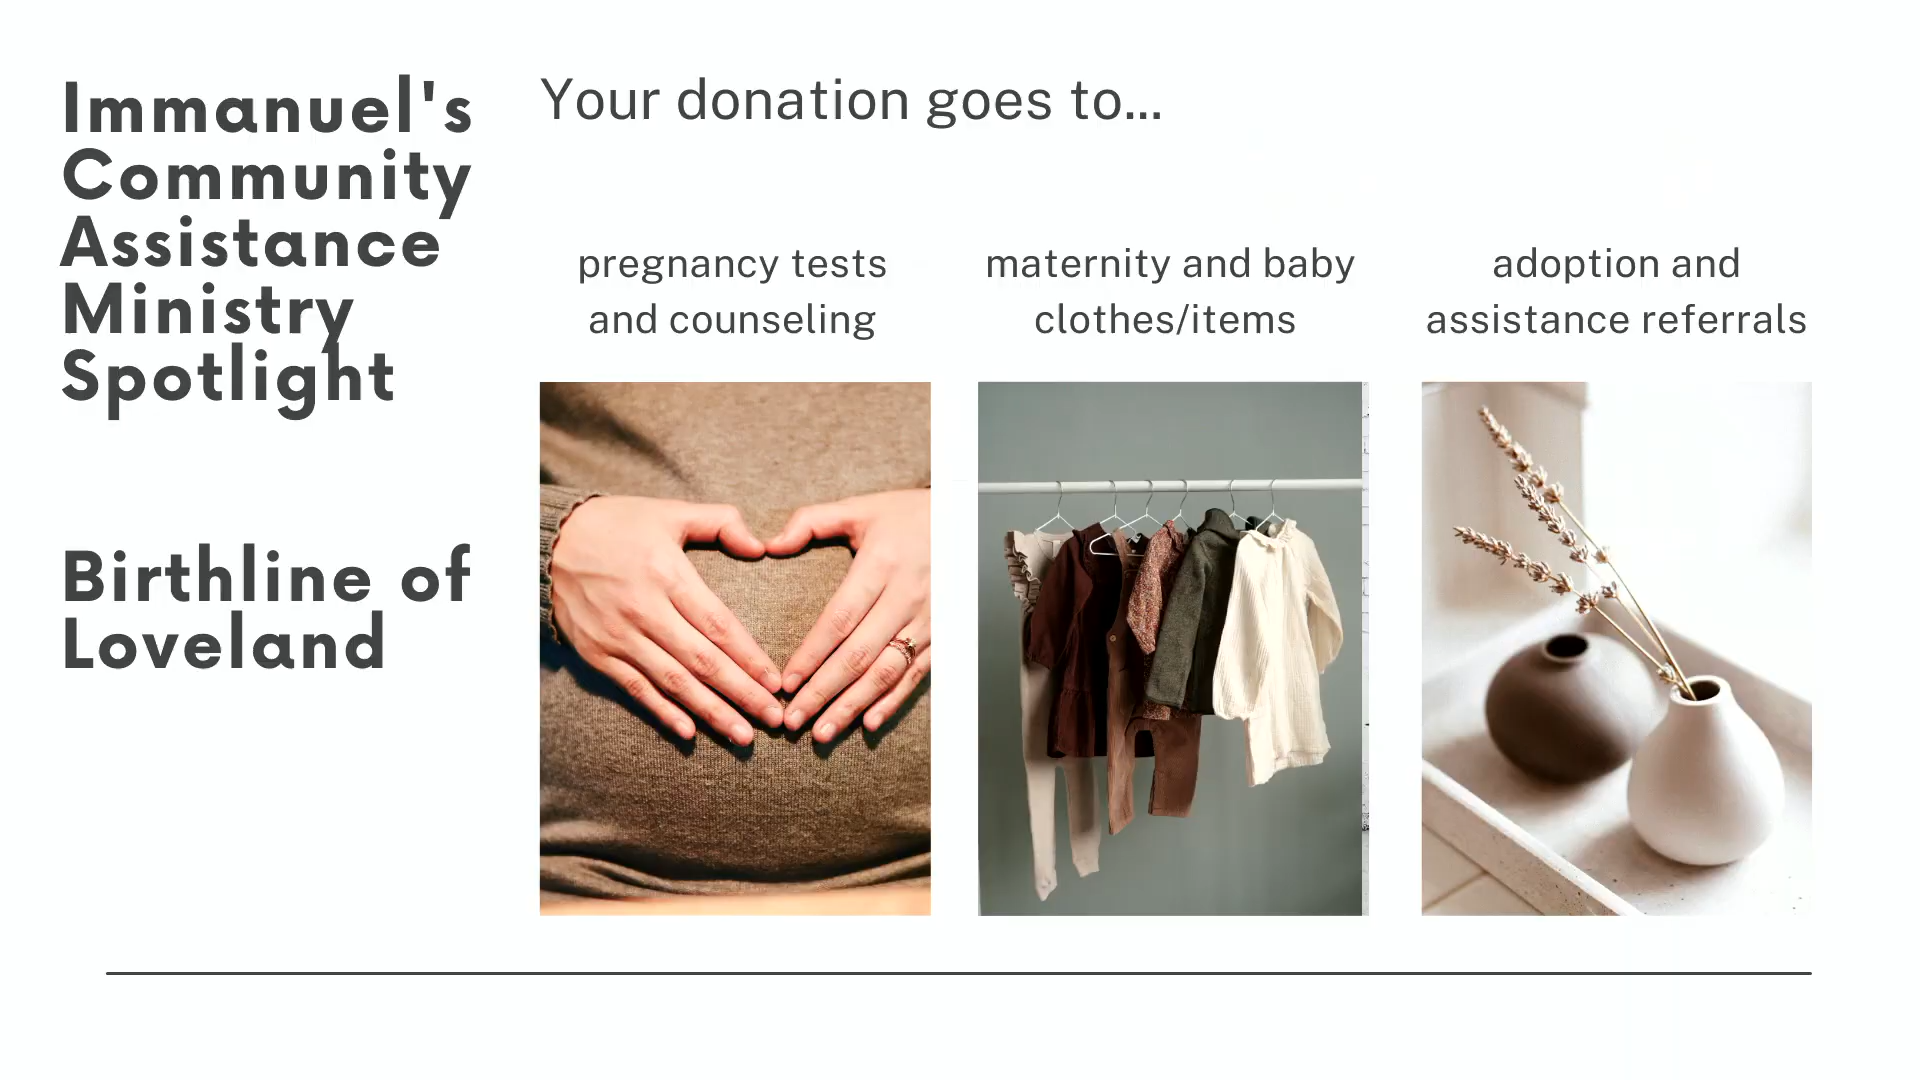 Immanuel's
Community
Assistance
Ministry
Spotlight
Birthline of
Loveland
Your donation goes to...
pregnancy tests
and counseling
maternity and baby
clothes/items
adoption and
assistance referrals